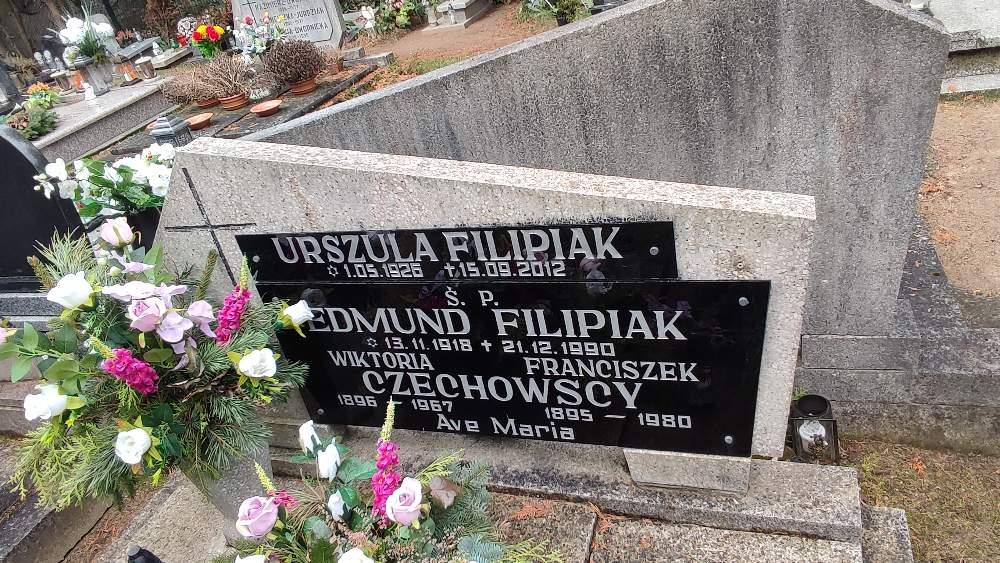 URSZULA FILIPIAK
✡ 1.05.1926 ✝ 15.09.2012
Ś. P.
EDMUND FILIPIAK
✡ 13.11.1918 ✝ 21.12.1990
WIKTORIA FRANCISZEK
CZECHOWSCY
1896 – 1967 1895 – 1980
Ave Maria